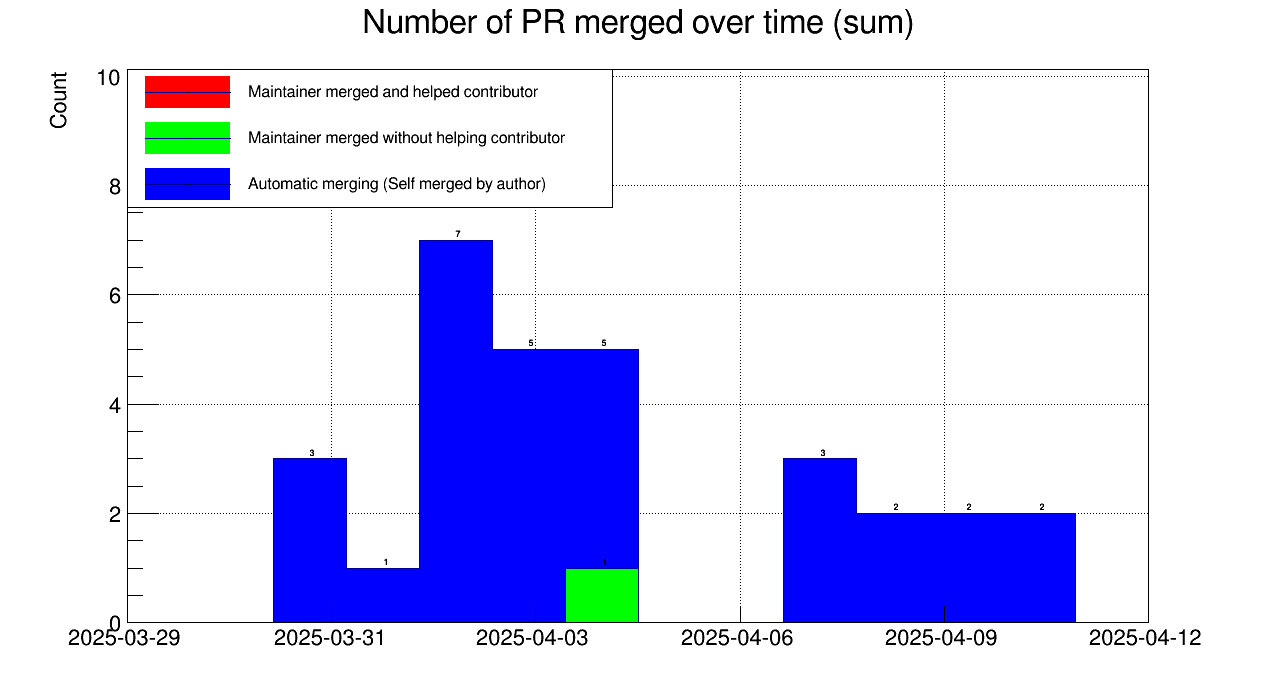 Number of PR merged over time (sum)
Count
10
8
6
4
2
0
Maintainer merged and helped contributor
Maintainer merged without helping contributor
Automatic merging (Self merged by author)
3
1
7
5
5
1
3
2
2
2
2025-03-29 2025-03-31 2025-04-03 2025-04-06 2025-04-09 2025-04-12